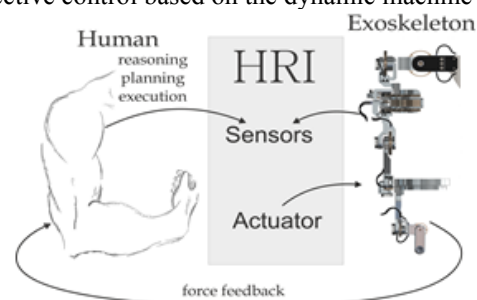 ective control based on the dynamic machine
Human
reasoning
planning
execution
HRI
Sensors
Actuator
Exoskeleton
force feedback